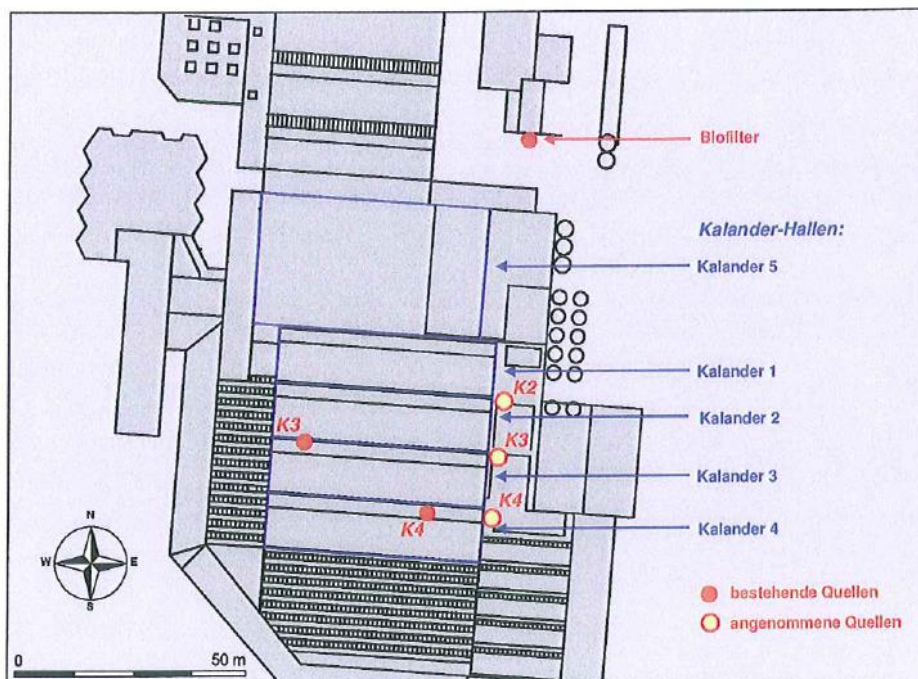 Biofilter
Kalander-Hallen:
Kalander 5
Kalander 1
K2
Kalander 2
K3
K3
Kalander 3
K4
K4
Kalander 4
N
W
E
S
bestehende Quellen
angenommene Quellen
0
50 m